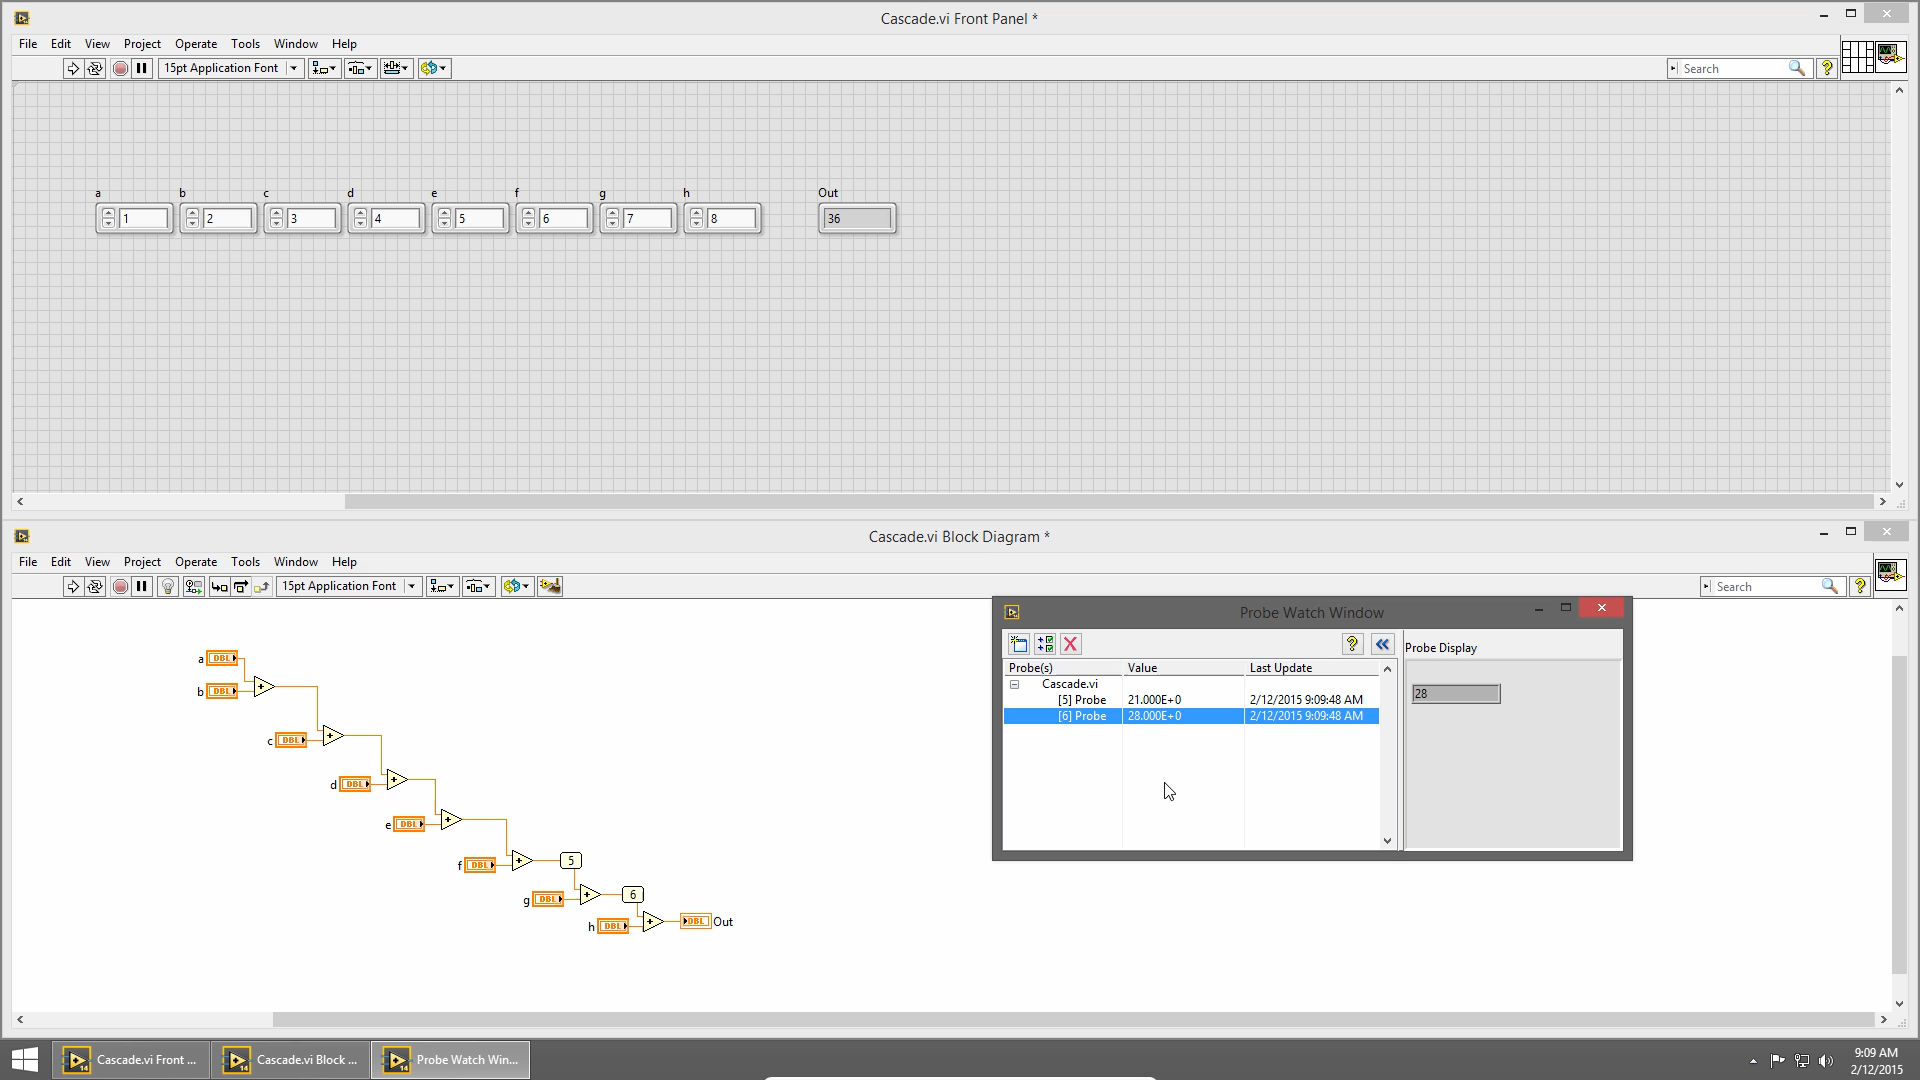 Cascade.vi Front Panel *
File Edit View Project Operate Tools Window Help
15pt Application Font
Search
?
a b c d e f g h Out
1 2 3 4 5 6 7 8 36
Cascade.vi Block Diagram *
File Edit View Project Operate Tools Window Help
15pt Application Font
Search
?
Probe Watch Window
?
Probe Display
Probe(s) Value Last Update
Cascade.vi
[5] Probe 21.000E+0 2/12/2015 9:09:48 AM
[6] Probe 28.000E+0 2/12/2015 9:09:48 AM
28
a DBL
b DBL
c DBL
d DBL
e DBL
f DBL 5
g DBL 6
h DBL DBL Out
14 Cascade.vi Front ...
14 Cascade.vi Block ...
14 Probe Watch Win...
9:09 AM
2/12/2015